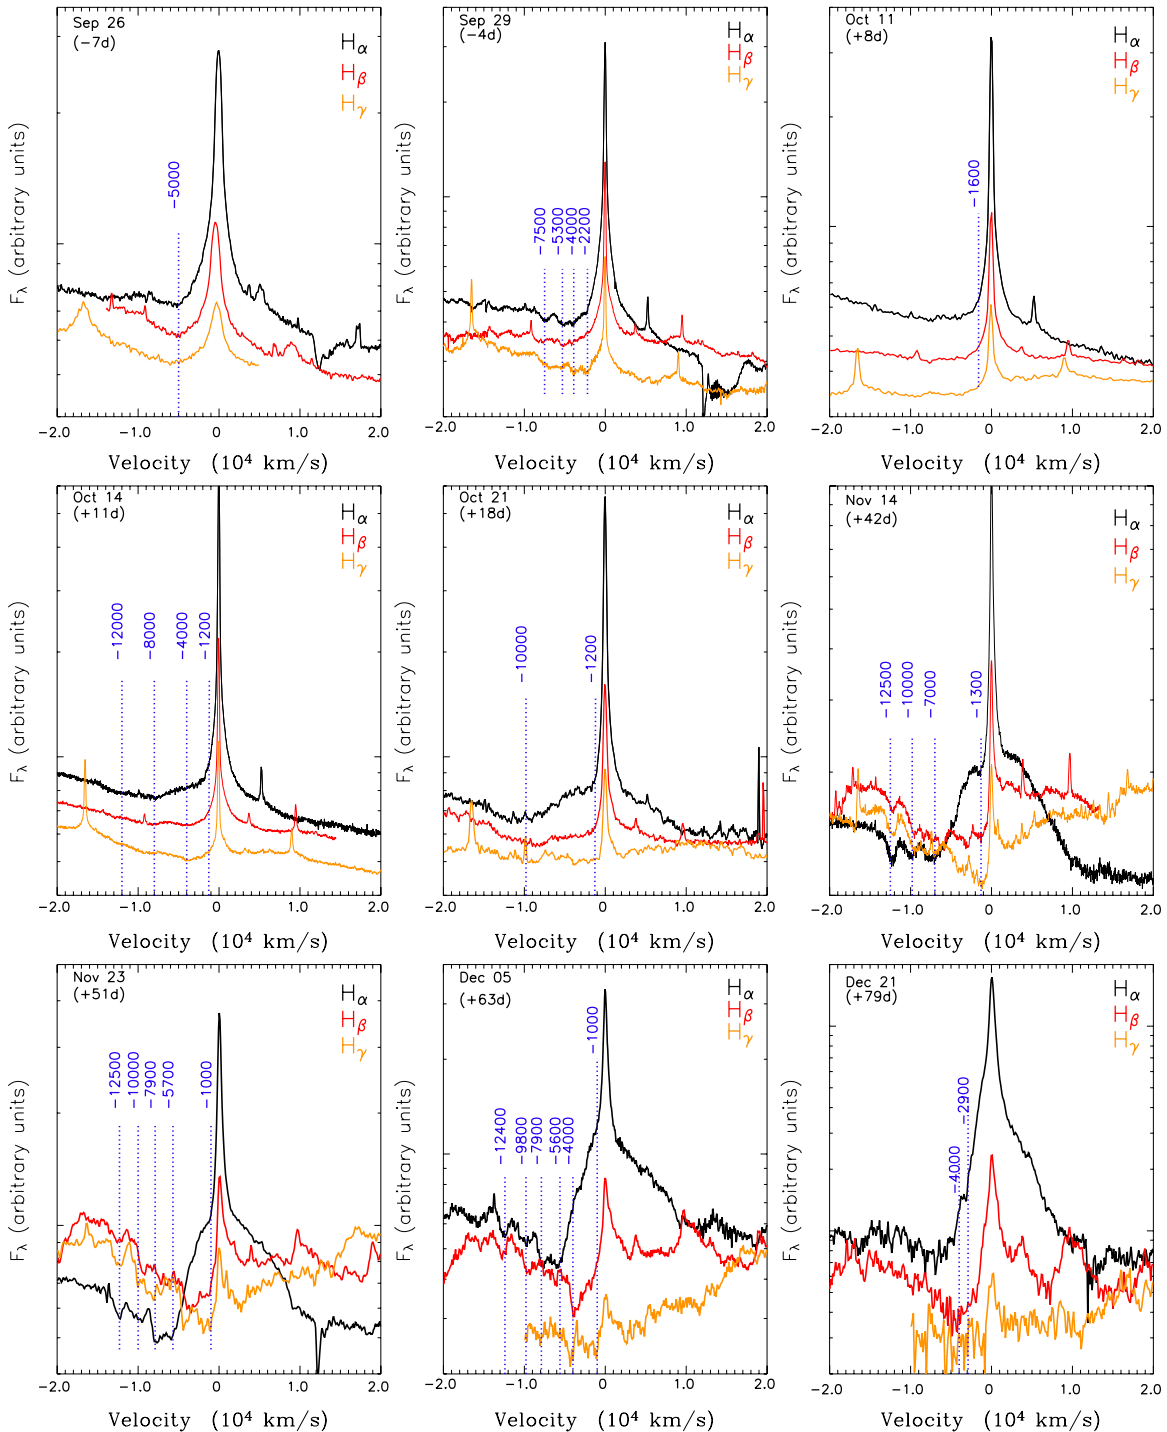 Sep 26
(−7d)
Hα
Hβ
Hγ
−5000
Fλ (arbitrary units)
−2.0 −1.0 0 1.0 2.0
Velocity (10⁴ km/s)
Sep 29
(−4d)
Hα
Hβ
Hγ
−7500
−5300
−4000
−2200
Fλ (arbitrary units)
−2.0 −1.0 0 1.0 2.0
Velocity (10⁴ km/s)
Oct 11
(+8d)
Hα
Hβ
Hγ
−1600
Fλ (arbitrary units)
−2.0 −1.0 0 1.0 2.0
Velocity (10⁴ km/s)
Oct 14
(+11d)
Hα
Hβ
Hγ
−12000
−8000
−4000
−1200
Fλ (arbitrary units)
−2.0 −1.0 0 1.0 2.0
Velocity (10⁴ km/s)
Oct 21
(+18d)
Hα
Hβ
Hγ
−10000
−1200
Fλ (arbitrary units)
−2.0 −1.0 0 1.0 2.0
Velocity (10⁴ km/s)
Nov 14
(+42d)
Hα
Hβ
Hγ
−12500
−10000
−7000
−1300
Fλ (arbitrary units)
−2.0 −1.0 0 1.0 2.0
Velocity (10⁴ km/s)
Nov 23
(+51d)
Hα
Hβ
Hγ
−12500
−10000
−7900
−5700
−1000
Fλ (arbitrary units)
−2.0 −1.0 0 1.0 2.0
Velocity (10⁴ km/s)
Dec 05
(+63d)
Hα
Hβ
Hγ
−12400
−9800
−7900
−5600
−4000
−1000
Fλ (arbitrary units)
−2.0 −1.0 0 1.0 2.0
Velocity (10⁴ km/s)
Dec 21
(+79d)
Hα
Hβ
Hγ
−4000
−2900
Fλ (arbitrary units)
−2.0 −1.0 0 1.0 2.0
Velocity (10⁴ km/s)